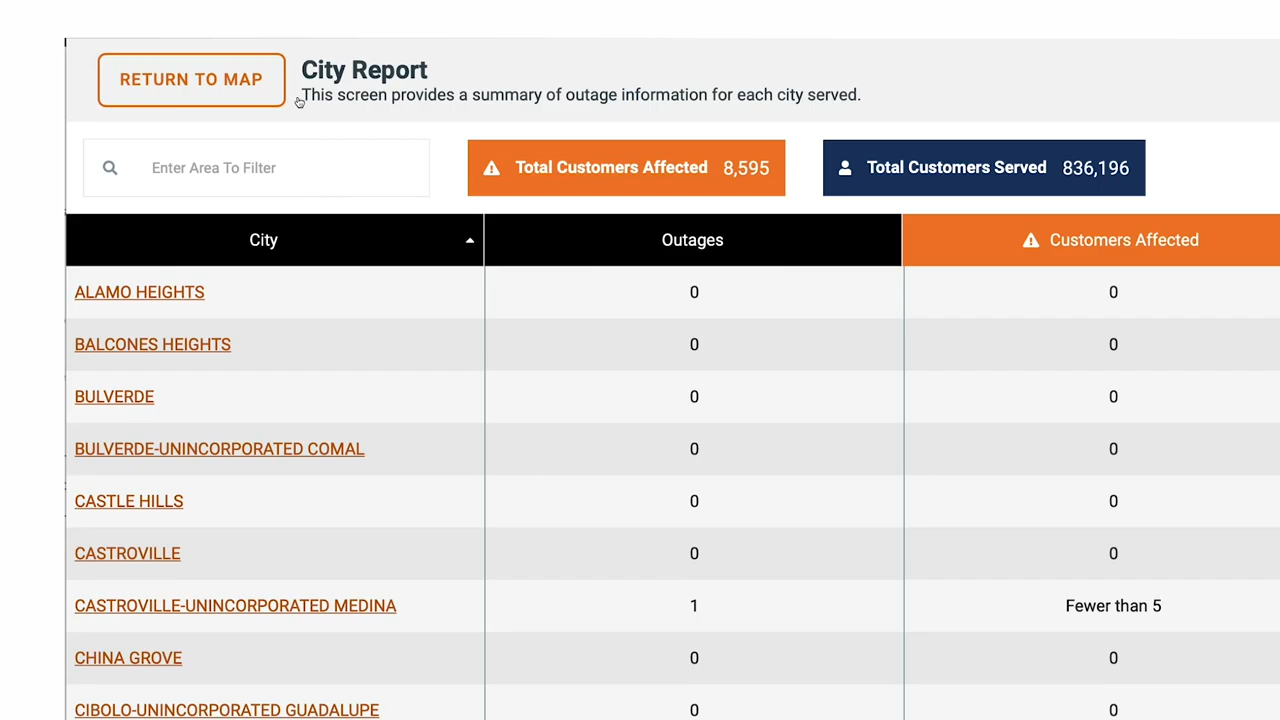 RETURN TO MAP
City Report
This screen provides a summary of outage information for each city served.
Enter Area To Filter
Total Customers Affected 8,595
Total Customers Served 836,196
City Outages Customers Affected
ALAMO HEIGHTS 0 0
BALCONES HEIGHTS 0 0
BULVERDE 0 0
BULVERDE-UNINCORPORATED COMAL 0 0
CASTLE HILLS 0 0
CASTROVILLE 0 0
CASTROVILLE-UNINCORPORATED MEDINA 1 Fewer than 5
CHINA GROVE 0 0
CIBOLO-UNINCORPORATED GUADALUPE 0 0